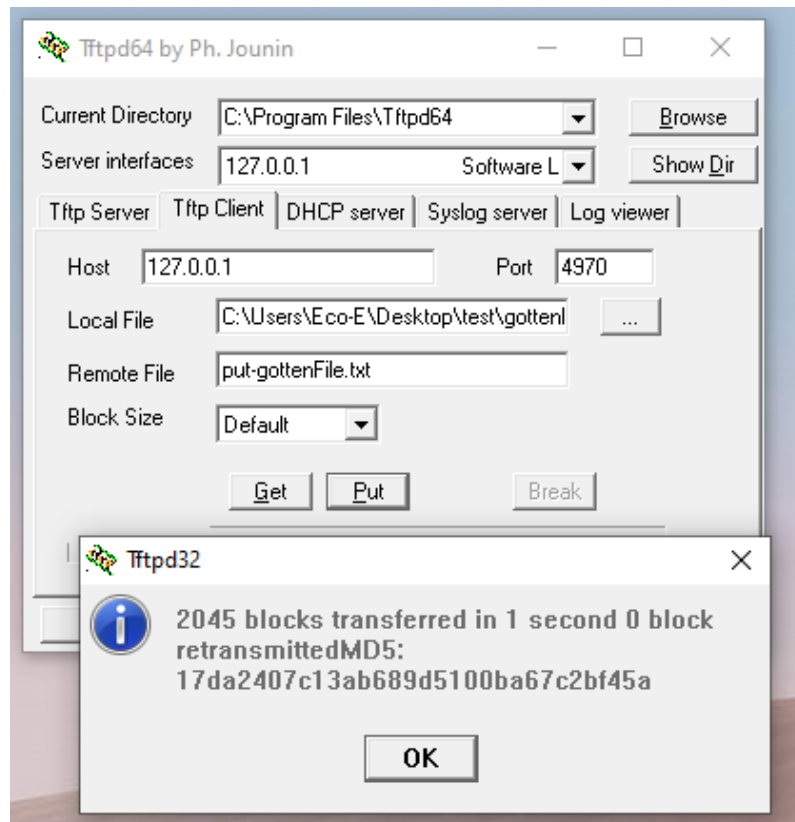 Tftpd64 by Ph. Jounin
Current Directory C:\Program Files\Tftpd64 Browse
Server interfaces 127.0.0.1 Software L Show Dir
Tftp Server Tftp Client DHCP server Syslog server Log viewer
Host 127.0.0.1 Port 4970
Local File C:\Users\Eco-E\Desktop\test\gottenl ...
Remote File put-gottenFile.txt
Block Size Default
Get Put Break
Tftpd32
2045 blocks transferred in 1 second 0 block
retransmittedMD5:
17da2407c13ab689d5100ba67c2bf45a
OK